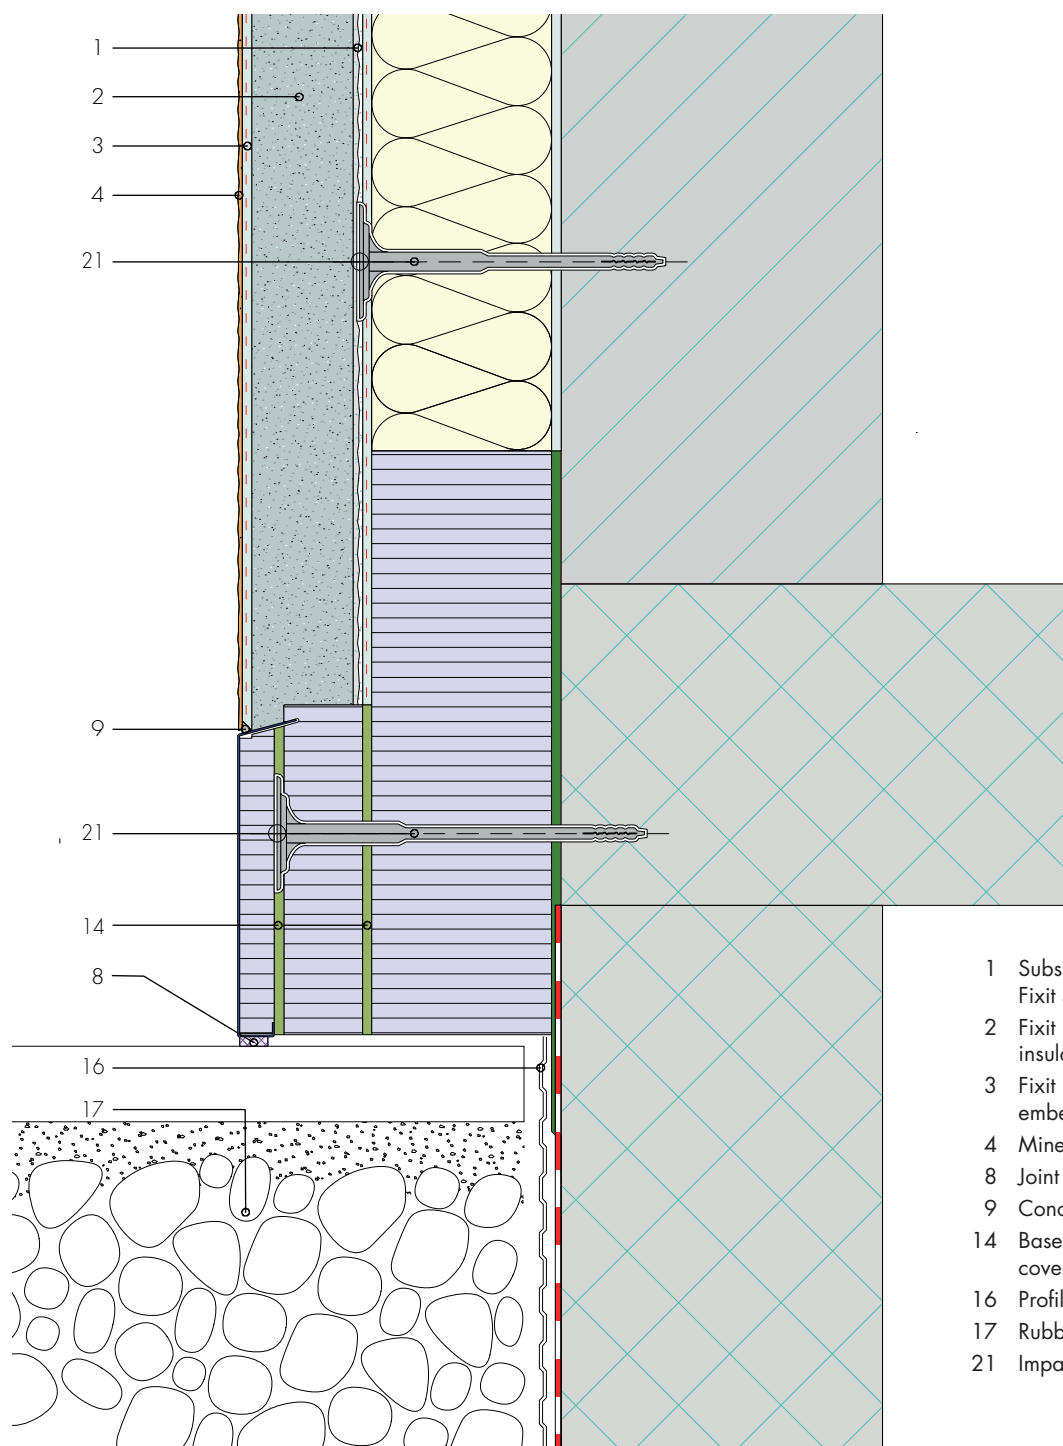 1
2
3
4
21
9
21
14
8
16
17
1 Subs
Fixit
2 Fixit
insula
3 Fixit
embe
4 Mine
8 Joint
9 Conc
14 Base
cove
16 Profil
17 Rubb
21 Impa